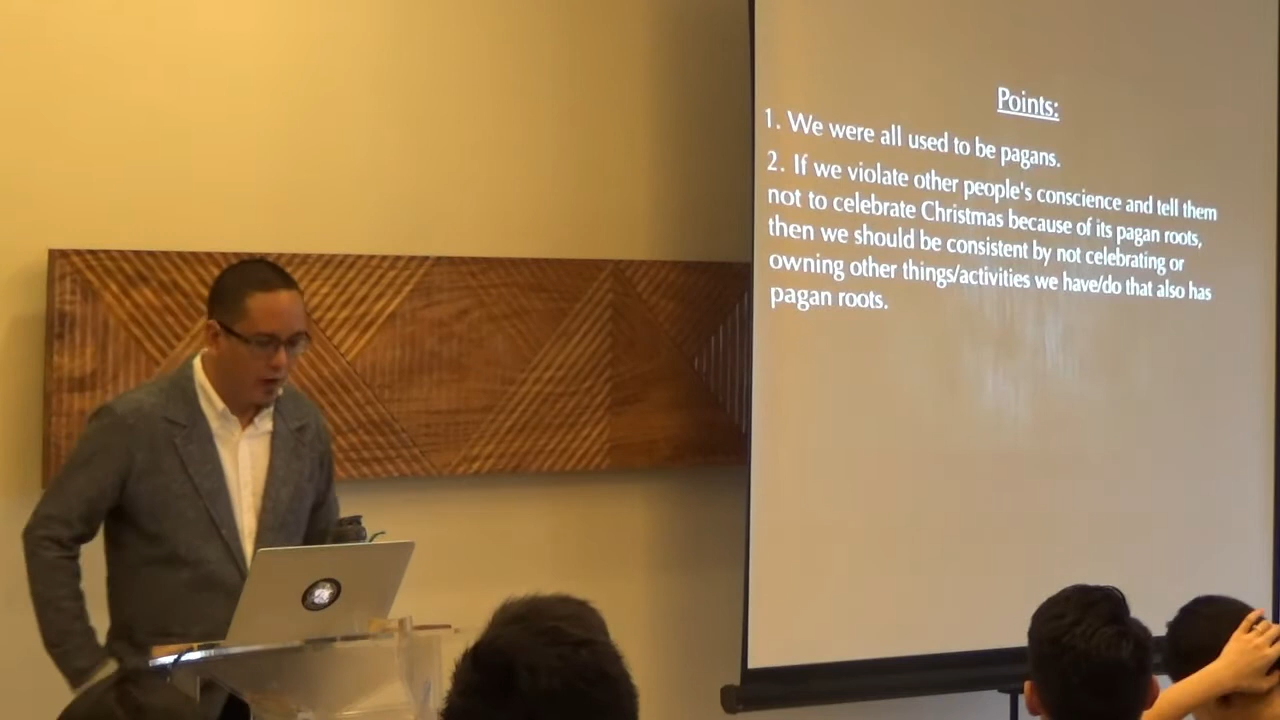 Points:
1. We were all used to be pagans.
2. If we violate other people's conscience and tell them
not to celebrate Christmas because of its pagan roots,
then we should be consistent by not celebrating or
owning other things/activities we have/do that also has
pagan roots.